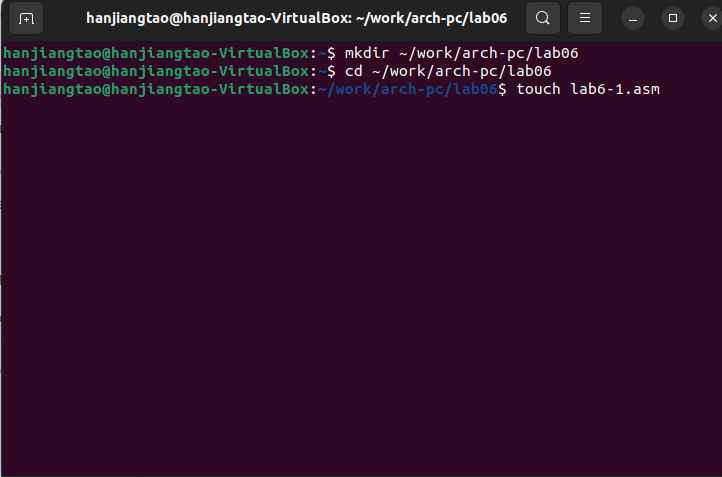 hanjiangtao@hanjiangtao-VirtualBox: ~/work/arch-pc/lab06
hanjiangtao@hanjiangtao-VirtualBox:~$ mkdir ~/work/arch-pc/lab06
hanjiangtao@hanjiangtao-VirtualBox:~$ cd ~/work/arch-pc/lab06
hanjiangtao@hanjiangtao-VirtualBox:~/work/arch-pc/lab06$ touch lab6-1.asm